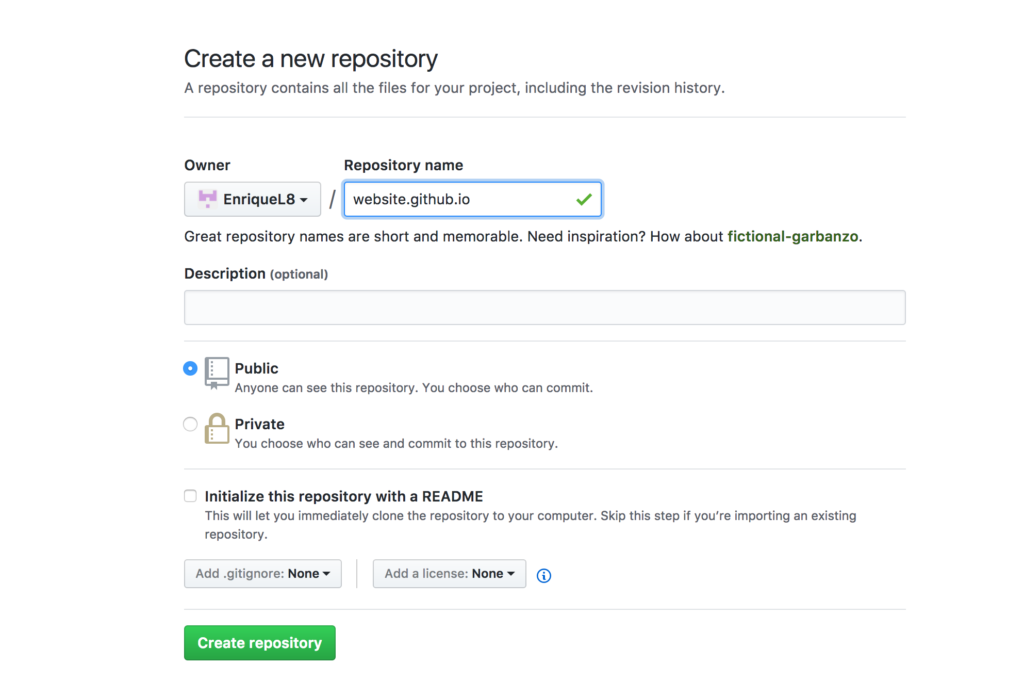 Create a new repository
A repository contains all the files for your project, including the revision history.
Owner
Repository name
EnriqueL8
/
website.github.io
Great repository names are short and memorable. Need inspiration? How about fictional-garbanzo.
Description (optional)
Public
Anyone can see this repository. You choose who can commit.
Private
You choose who can see and commit to this repository.
Initialize this repository with a README
This will let you immediately clone the repository to your computer. Skip this step if you’re importing an existing
repository.
Add .gitignore: None
Add a license: None
Create repository